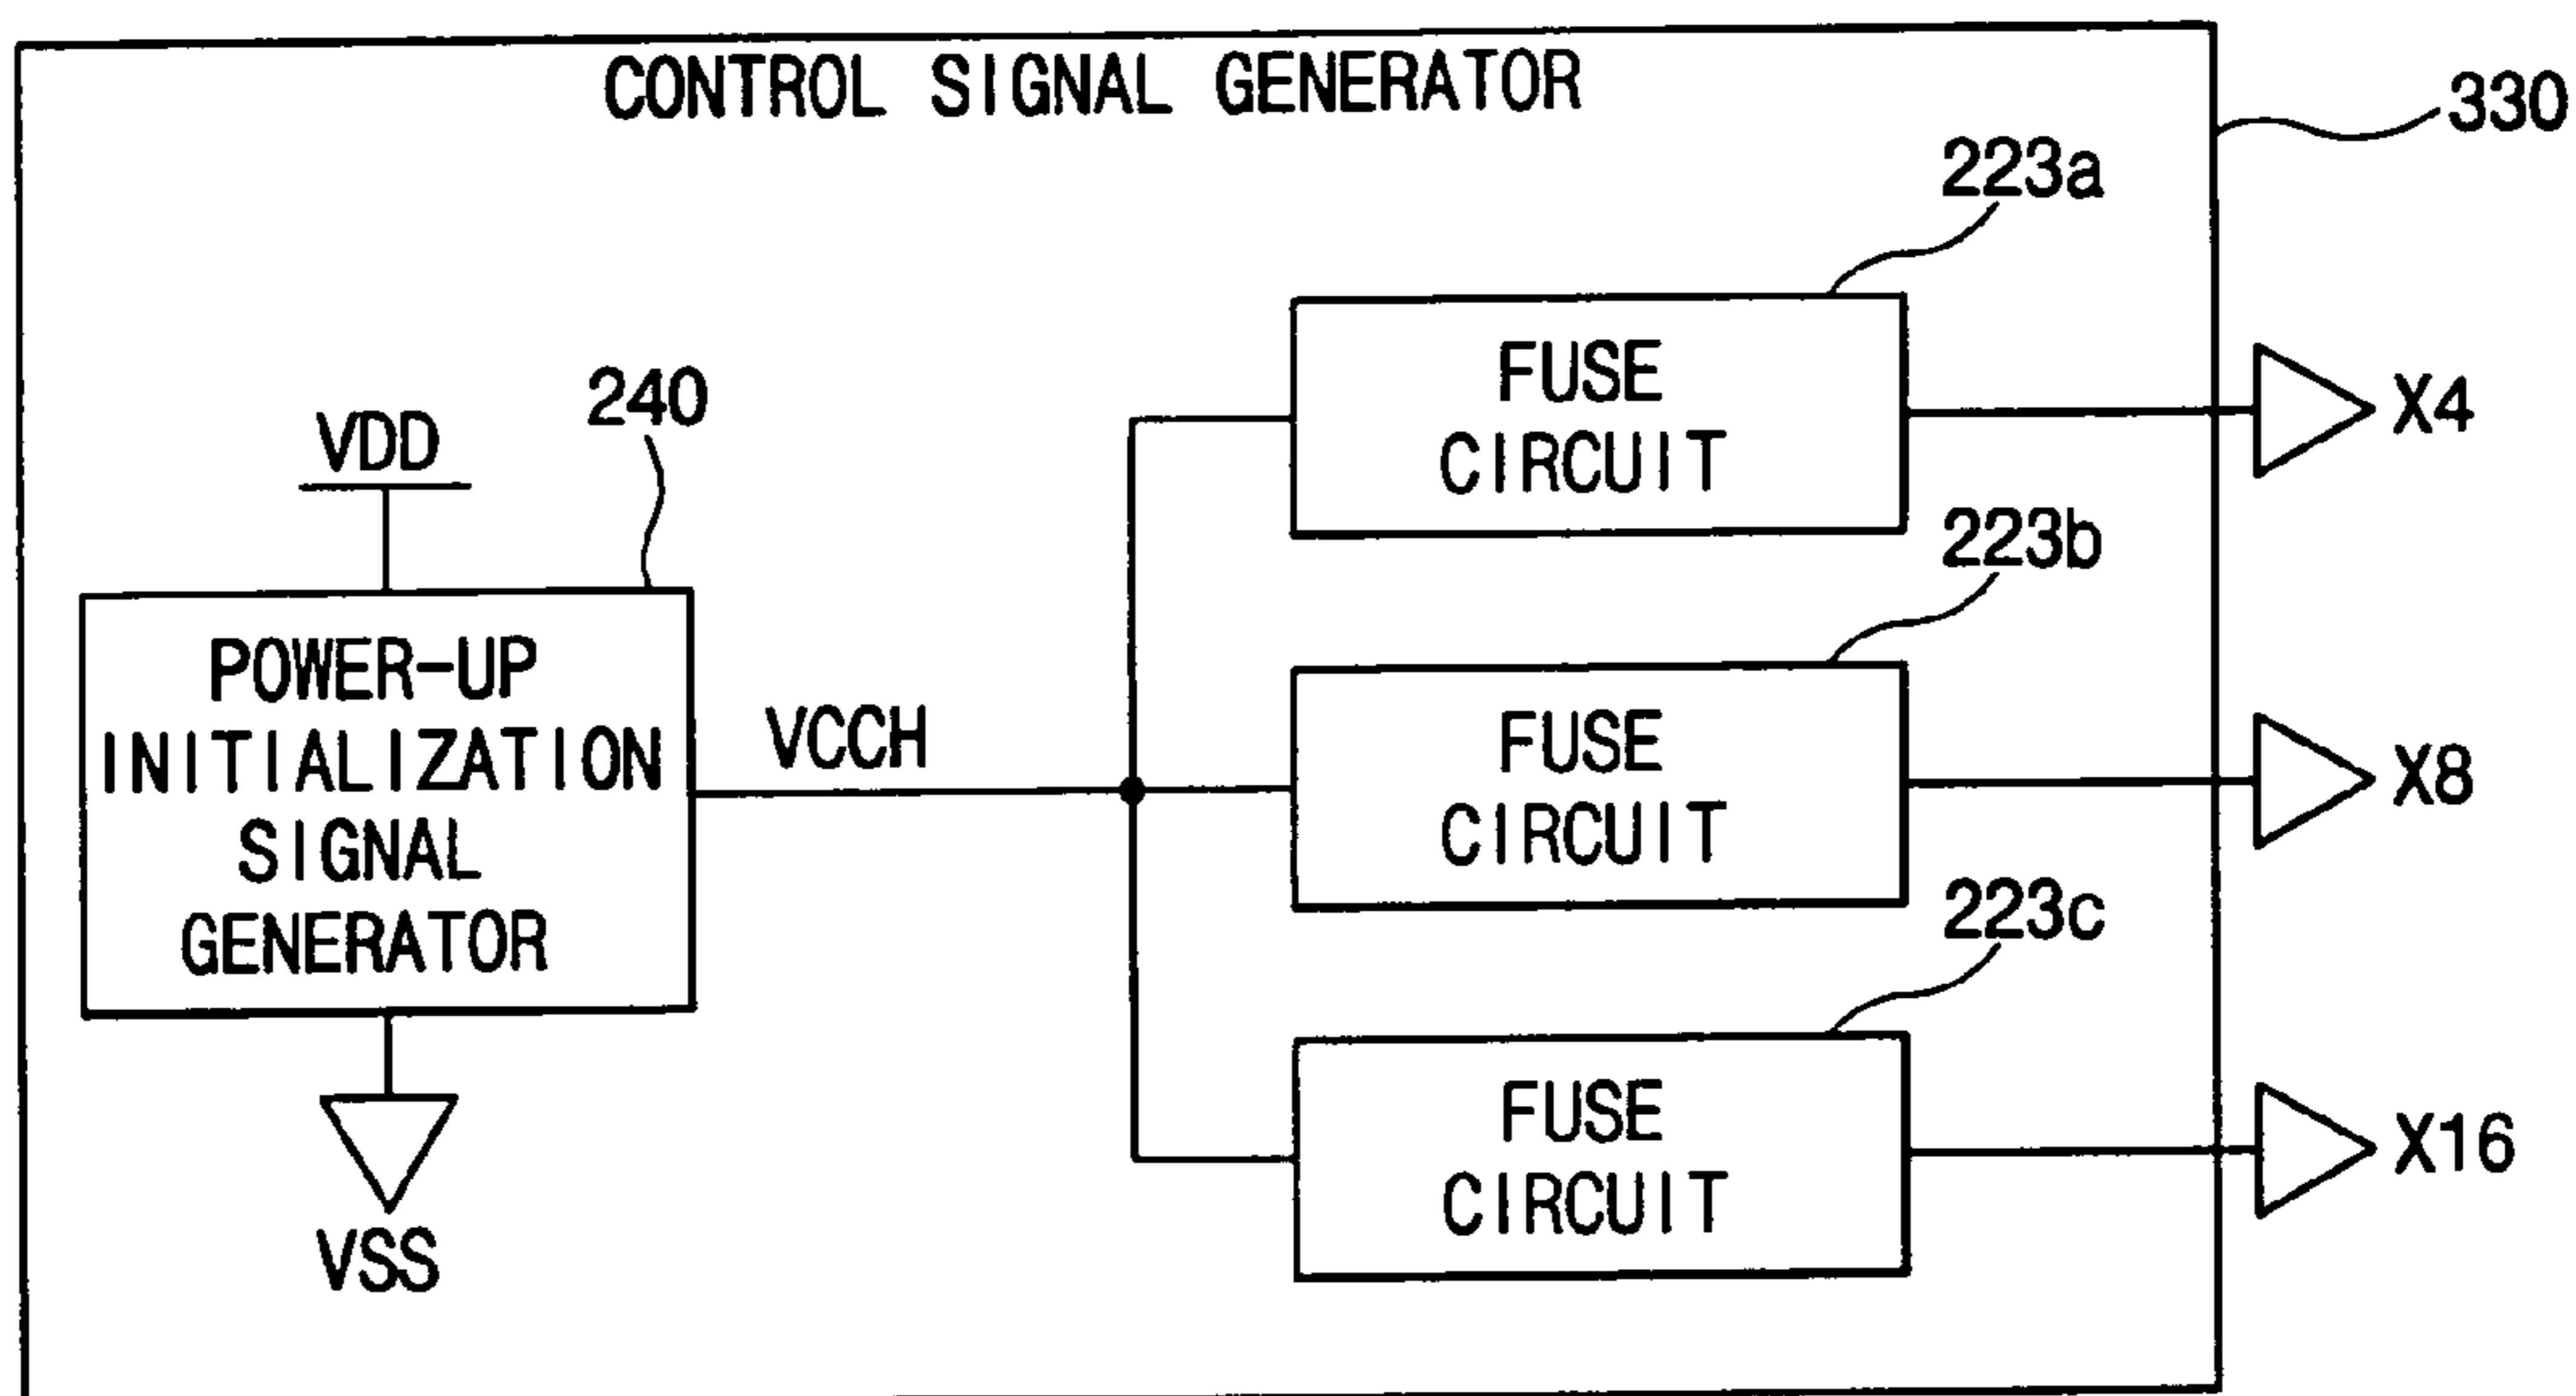 CONTROL SIGNAL GENERATOR
330
223a
FUSE
CIRCUIT
X4
240
VDD
POWER-UP
INITIALIZATION
SIGNAL
GENERATOR
VSS
VCCH
223b
FUSE
CIRCUIT
X8
223c
FUSE
CIRCUIT
X16